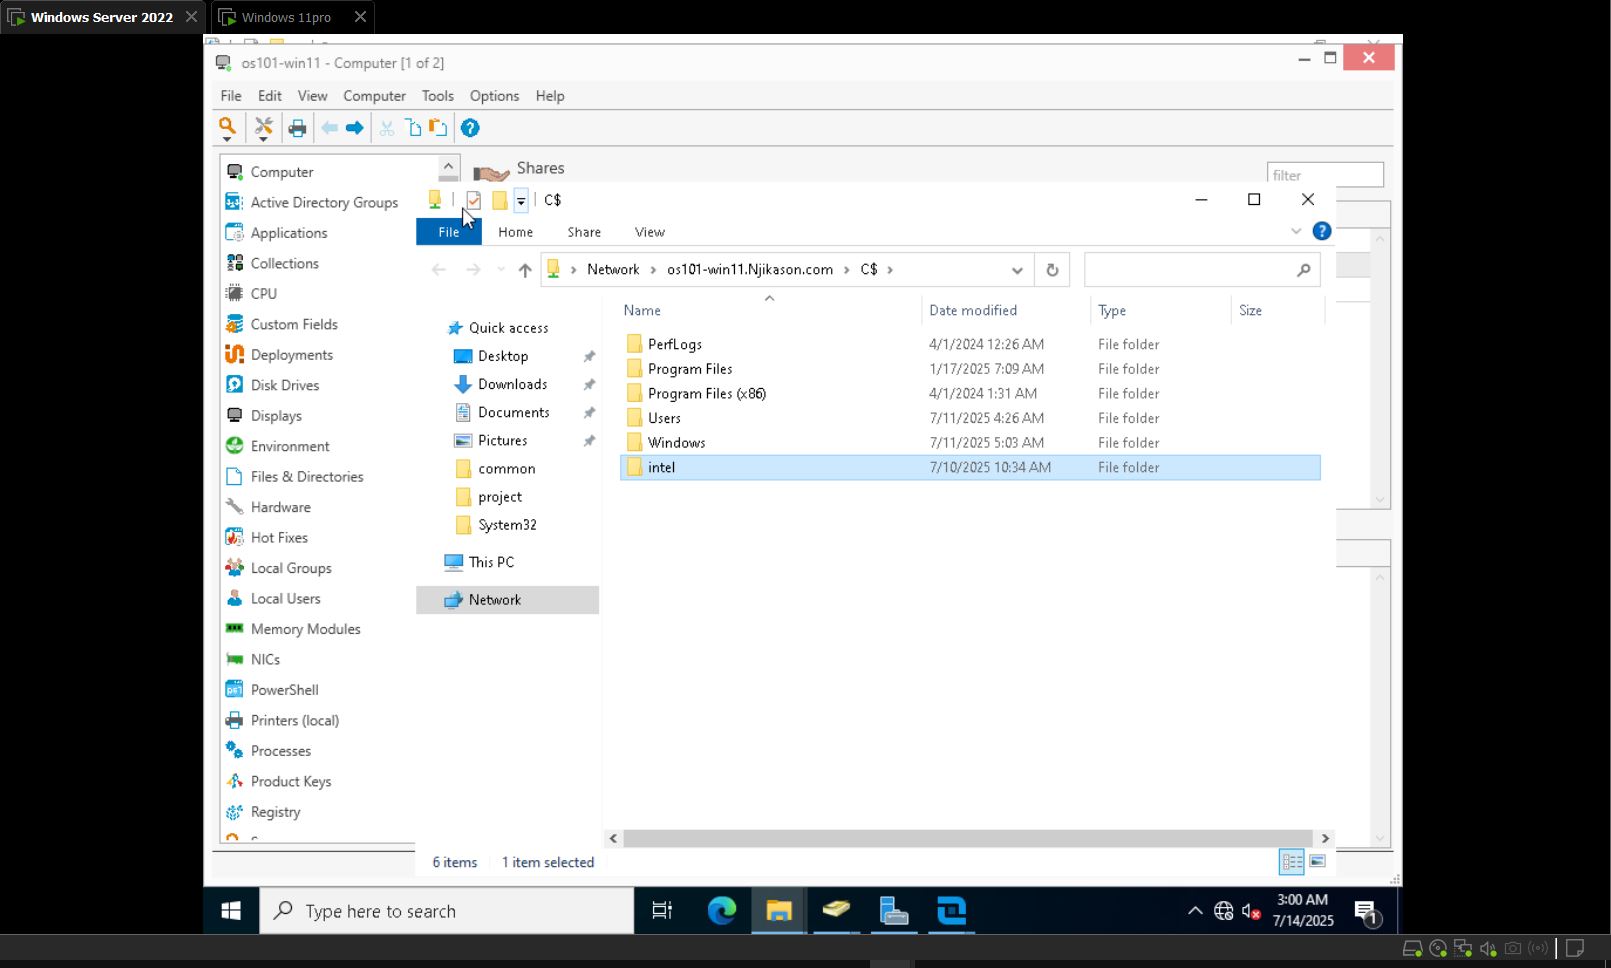 Windows Server 2022
Windows 11pro
os101-win11 - Computer [1 of 2]
File Edit View Computer Tools Options Help
Computer
Active Directory Groups
Applications
Collections
CPU
Custom Fields
Deployments
Disk Drives
Displays
Environment
Files & Directories
Hardware
Hot Fixes
Local Groups
Local Users
Memory Modules
NICs
PowerShell
Printers (local)
Processes
Product Keys
Registry
Shares
filter
C$
File Home Share View
Network os101-win11.Njikason.com C$
Quick access
Desktop
Downloads
Documents
Pictures
common
project
System32
This PC
Network
Name Date modified Type Size
PerfLogs 4/1/2024 12:26 AM File folder
Program Files 1/17/2025 7:09 AM File folder
Program Files (x86) 4/1/2024 1:31 AM File folder
Users 7/11/2025 4:26 AM File folder
Windows 7/11/2025 5:03 AM File folder
intel 7/10/2025 10:34 AM File folder
6 items 1 item selected
Type here to search
3:00 AM
7/14/2025
1